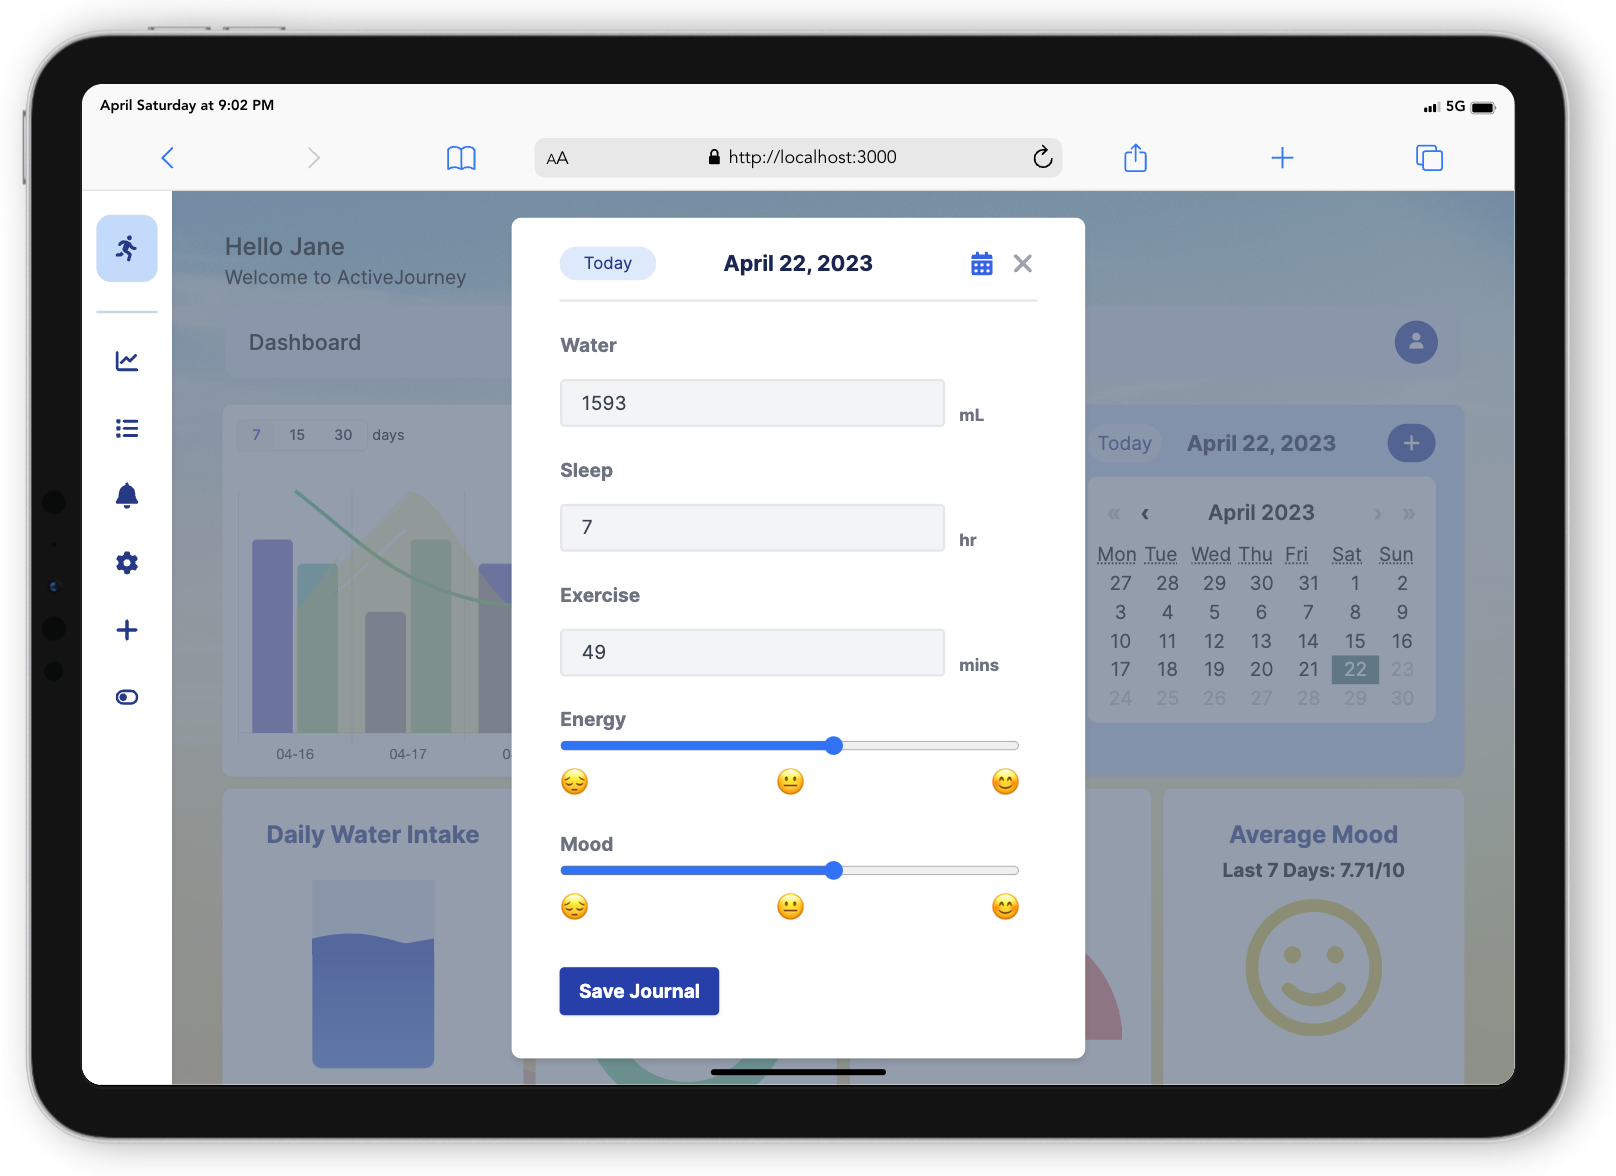 April Saturday at 9:02 PM
5G
AA
http://localhost:3000
Hello Jane
Welcome to ActiveJourney
Dashboard
7 15 30 days
04-16 04-17 0
Today April 22, 2023
Water
1593 mL
Sleep
7 hr
Exercise
49 mins
Energy
Mood
Save Journal
Today April 22, 2023 +
« ‹ April 2023 › »
Mon Tue Wed Thu Fri Sat Sun
27 28 29 30 31 1 2
3 4 5 6 7 8 9
10 11 12 13 14 15 16
17 18 19 20 21 22 23
24 25 26 27 28 29 30
Daily Water Intake
Average Mood
Last 7 Days: 7.71/10